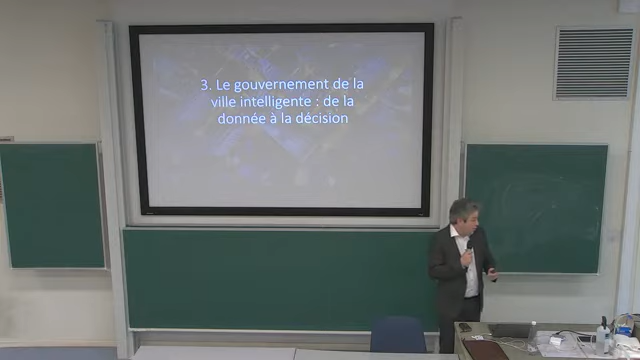 3. Le gouvernement de la
ville intelligente : de la
donnée à la décision